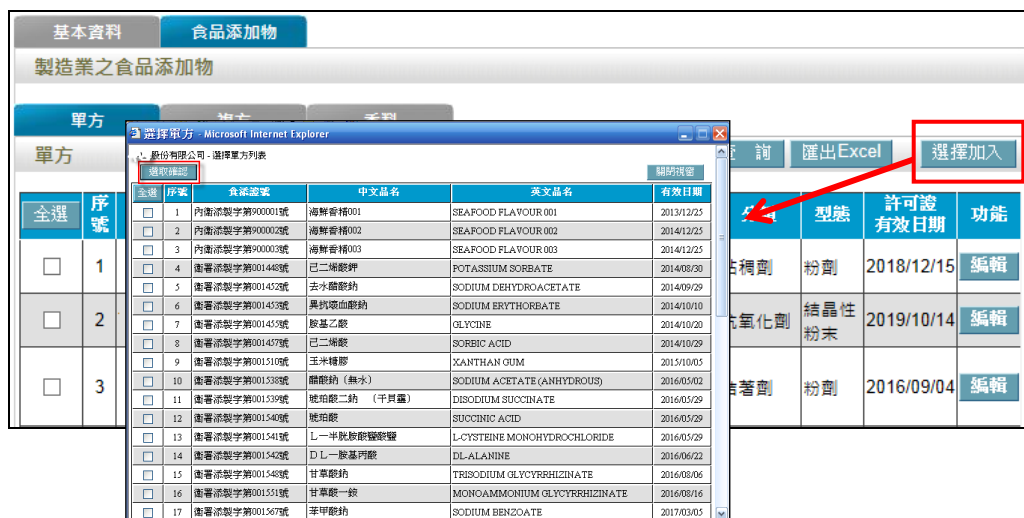 基本資料 食品添加物
製造業之食品添加物
單方
選擇單方 - Microsoft Internet Explorer
單方
股份有限公司 - 選擇單方列表
詢 匯出Excel 選擇加入
選取確認 關閉視窗
全選 序號 食添證號 中文品名 英文品名 有效日期
全選 序號 型態 許可證有效日期 功能
1 內衛添製字第900001號 海鮮香精001 SEAFOOD FLAVOUR 001 2013/12/25
2 內衛添製字第900002號 海鮮香精002 SEAFOOD FLAVOUR 002 2014/12/25
3 內衛添製字第900003號 海鮮香精003 SEAFOOD FLAVOUR 003 2014/12/25
1 粉劑 2018/12/15 編輯
4 衛署添製字第001448號 己二烯酸鉀 POTASSIUM SORBATE 2014/08/30
5 衛署添製字第001452號 去水醋酸鈉 SODIUM DEHYDROACETATE 2014/09/29
6 衛署添製字第001453號 異抗壞血酸鈉 SODIUM ERYTHORBATE 2014/10/10
2 氧化劑 結晶性粉末 2019/10/14 編輯
7 衛署添製字第001455號 胺基乙酸 GLYCINE 2014/10/20
8 衛署添製字第001457號 己二烯酸 SORBIC ACID 2014/10/29
9 衛署添製字第001510號 玉米糖膠 XANTHAN GUM 2015/10/05
10 衛署添製字第001538號 醋酸鈉（無水） SODIUM ACETATE (ANHYDROUS) 2016/05/02
3 著劑 粉劑 2016/09/04 編輯
11 衛署添製字第001539號 琥珀酸二鈉 （干貝露） DISODIUM SUCCINATE 2016/05/29
12 衛署添製字第001540號 琥珀酸 SUCCINIC ACID 2016/05/29
13 衛署添製字第001541號 Ｌ－半胱胺酸鹽酸鹽 L-CYSTEINE MONOHYDROCHLORIDE 2016/05/29
14 衛署添製字第001542號 ＤＬ－胺基丙酸 DL-ALANINE 2016/06/22
15 衛署添製字第001548號 甘草酸鈉 TRISODIUM GLYCYRRHIZINATE 2016/08/06
16 衛署添製字第001551號 甘草酸一銨 MONOAMMONIUM GLYCYRRHIZINATE 2016/08/16
17 衛署添製字第001567號 苯甲酸鈉 SODIUM BENZOATE 2017/03/05